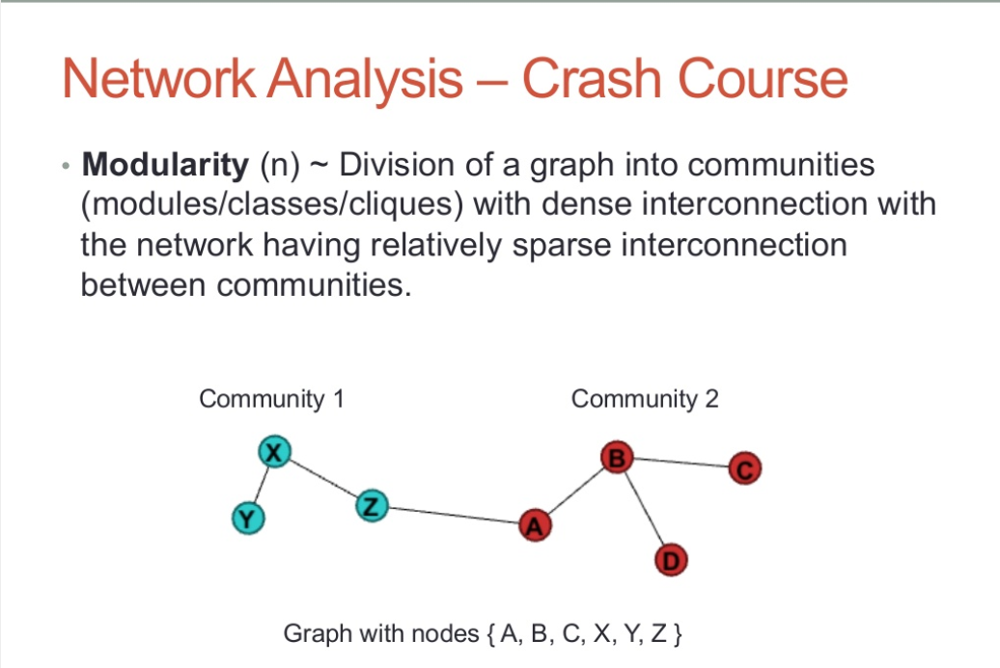 Network Analysis – Crash Course
• Modularity (n) ~ Division of a graph into communities
(modules/classes/cliques) with dense interconnection with
the network having relatively sparse interconnection
between communities.
Community 1
Community 2
X
Y
Z
A
B
C
D
Graph with nodes { A, B, C, X, Y, Z }